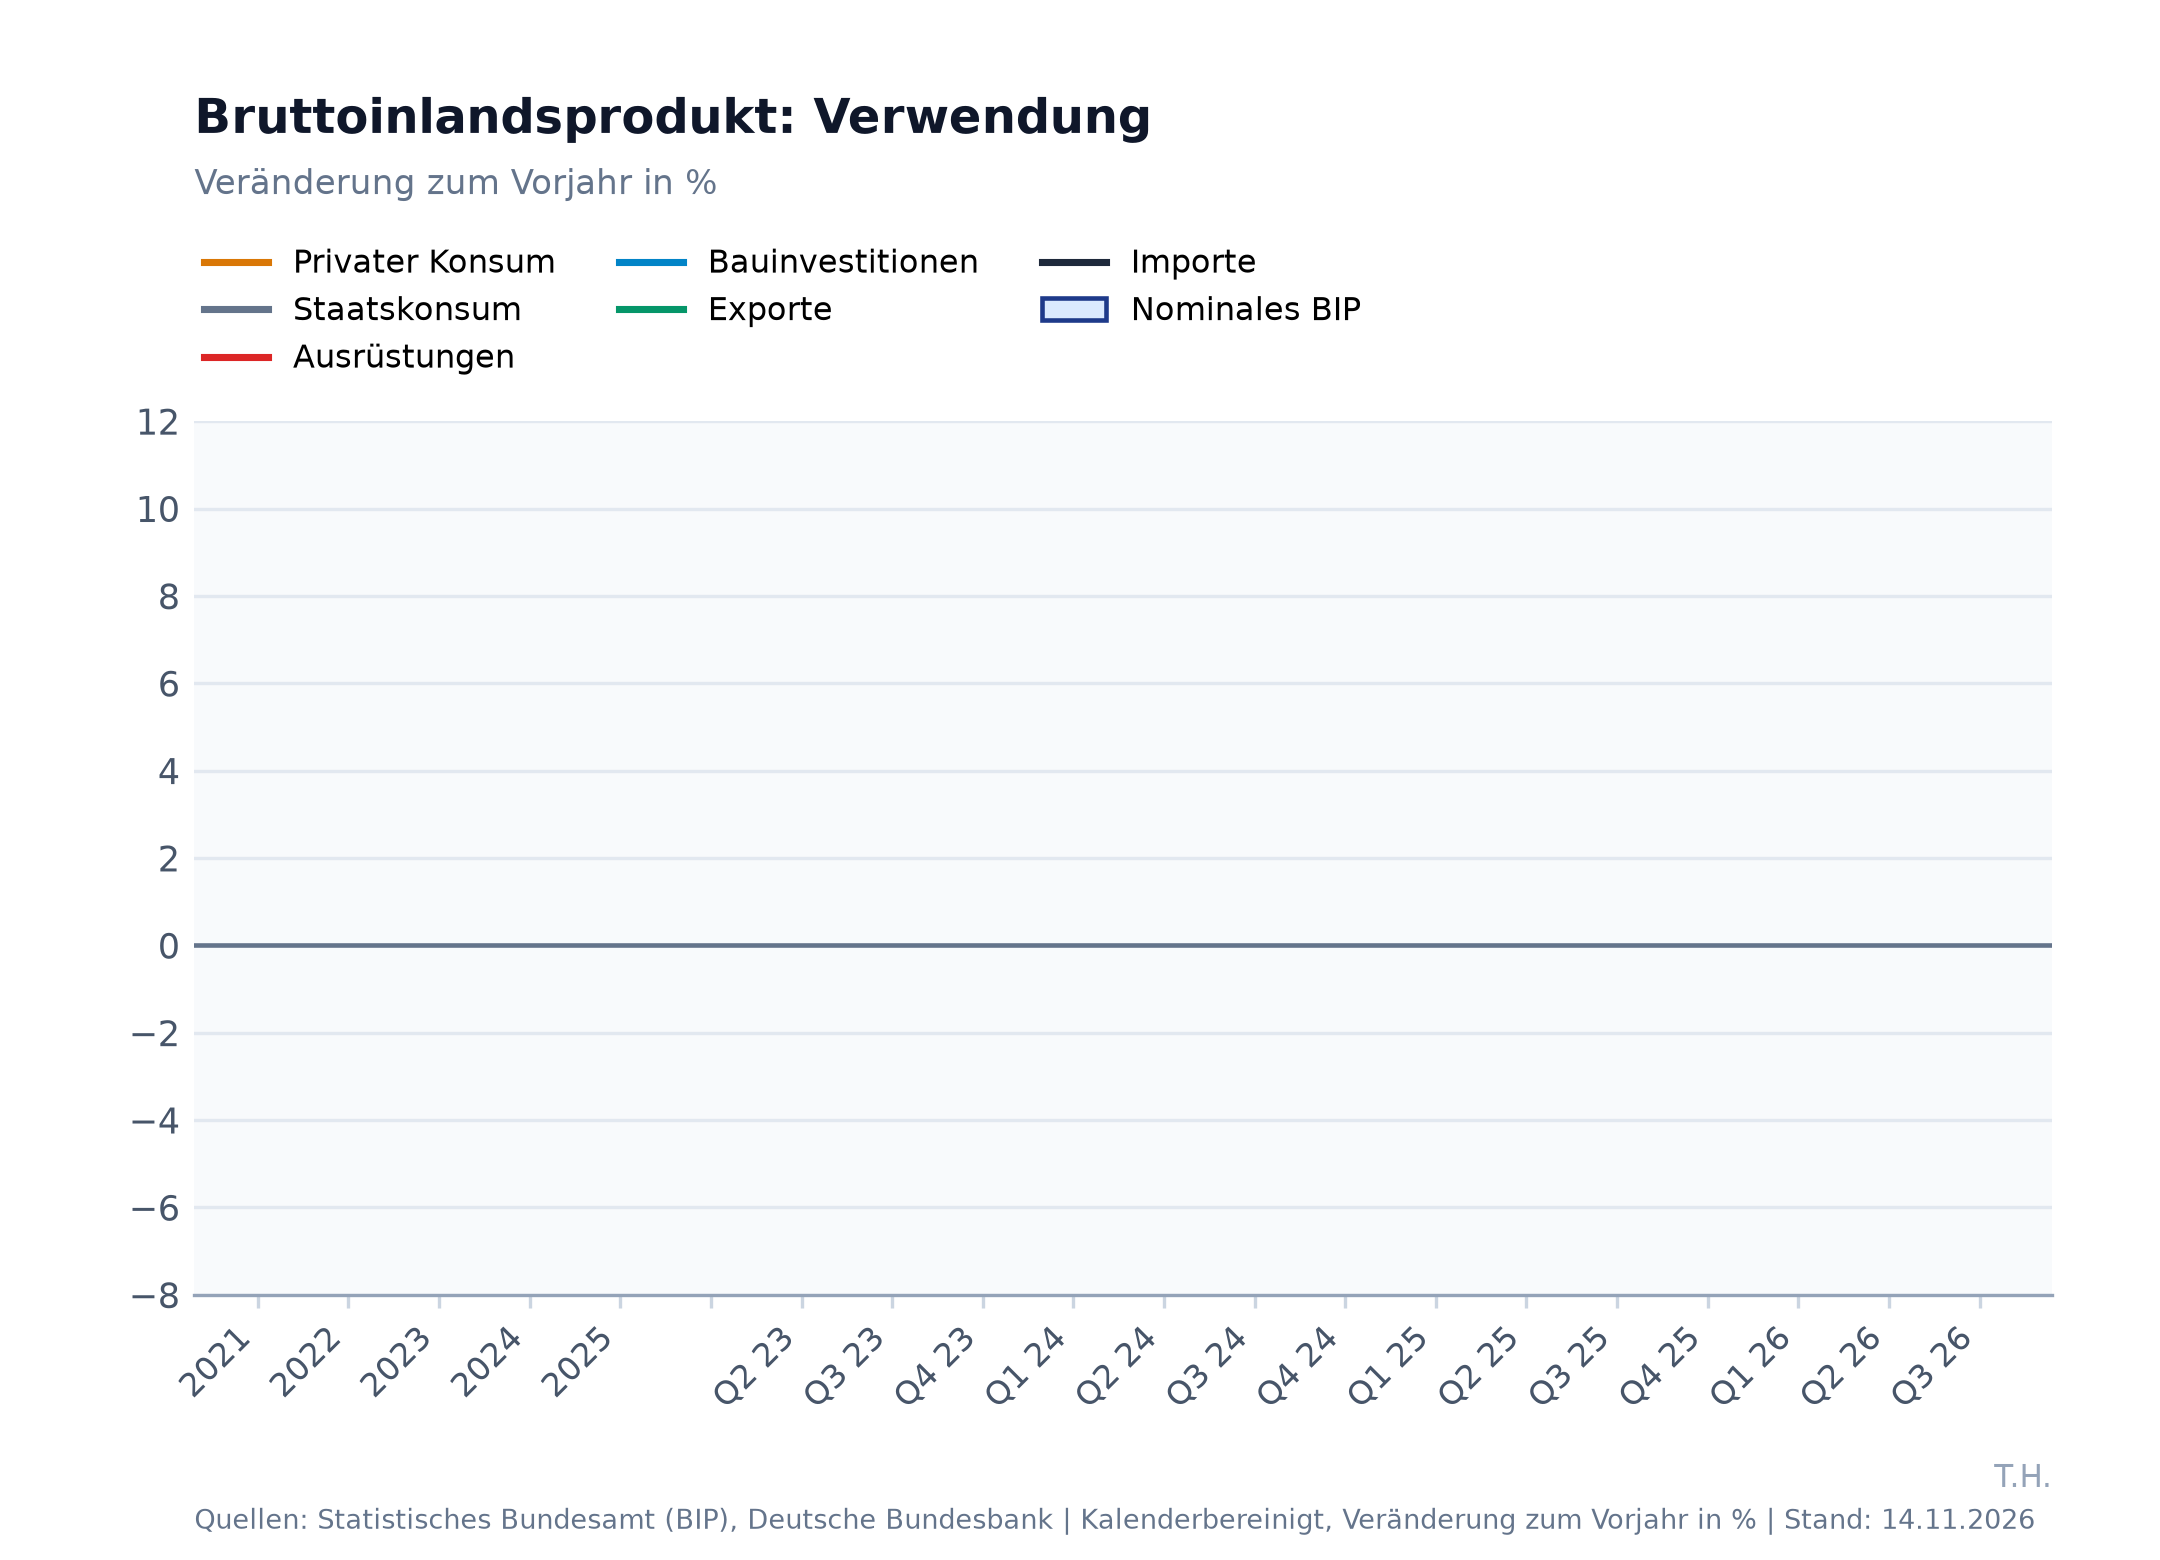 Bruttoinlandsprodukt: Verwendung
Veränderung zum Vorjahr in %
Privater Konsum
Staatskonsum
Ausrüstungen
Bauinvestitionen
Exporte
Importe
Nominales BIP
12
10
8
6
4
2
0
−2
−4
−6
−8
2021
2022
2023
2024
2025
Q2 23
Q3 23
Q4 23
Q1 24
Q2 24
Q3 24
Q4 24
Q1 25
Q2 25
Q3 25
Q4 25
Q1 26
Q2 26
Q3 26
T.H.
Quellen: Statistisches Bundesamt (BIP), Deutsche Bundesbank | Kalenderbereinigt, Veränderung zum Vorjahr in % | Stand: 14.11.2026